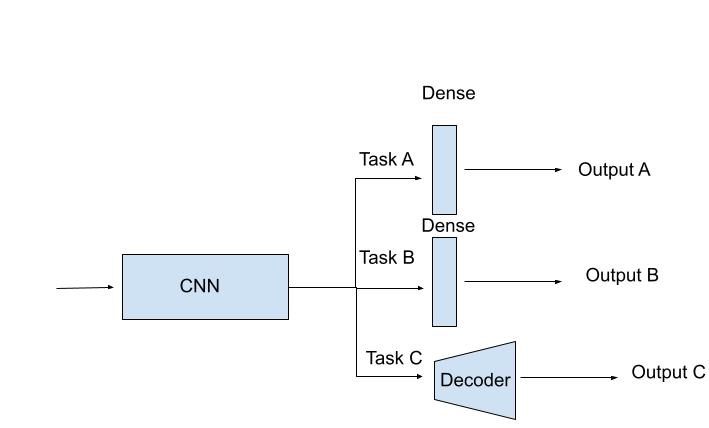 Dense
Task A
Output A
Dense
Task B
Output B
CNN
Task C
Decoder
Output C